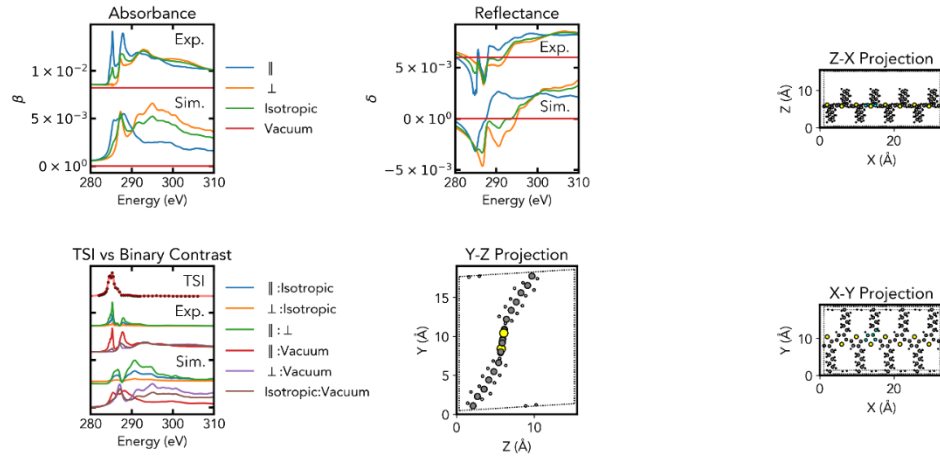 Absorbance
Exp.
1 × 10⁻²
β
Sim.
5 × 10⁻³
0 × 10⁰
280 290 300 310
Energy (eV)
∥
⊥
Isotropic
Vacuum
Reflectance
5 × 10⁻³
Exp.
δ
Sim.
0 × 10⁰
−5 × 10⁻³
280 290 300 310
Energy (eV)
Z-X Projection
Z (Å)
10
0
0 20
X (Å)
TSI vs Binary Contrast
TSI
Exp.
Sim.
280 290 300 310
Energy (eV)
∥:Isotropic
⊥:Isotropic
∥:⊥
∥:Vacuum
⊥:Vacuum
Isotropic:Vacuum
Y-Z Projection
15
10
Y (Å)
5
0
0 10
Z (Å)
X-Y Projection
Y (Å)
10
0
0 20
X (Å)